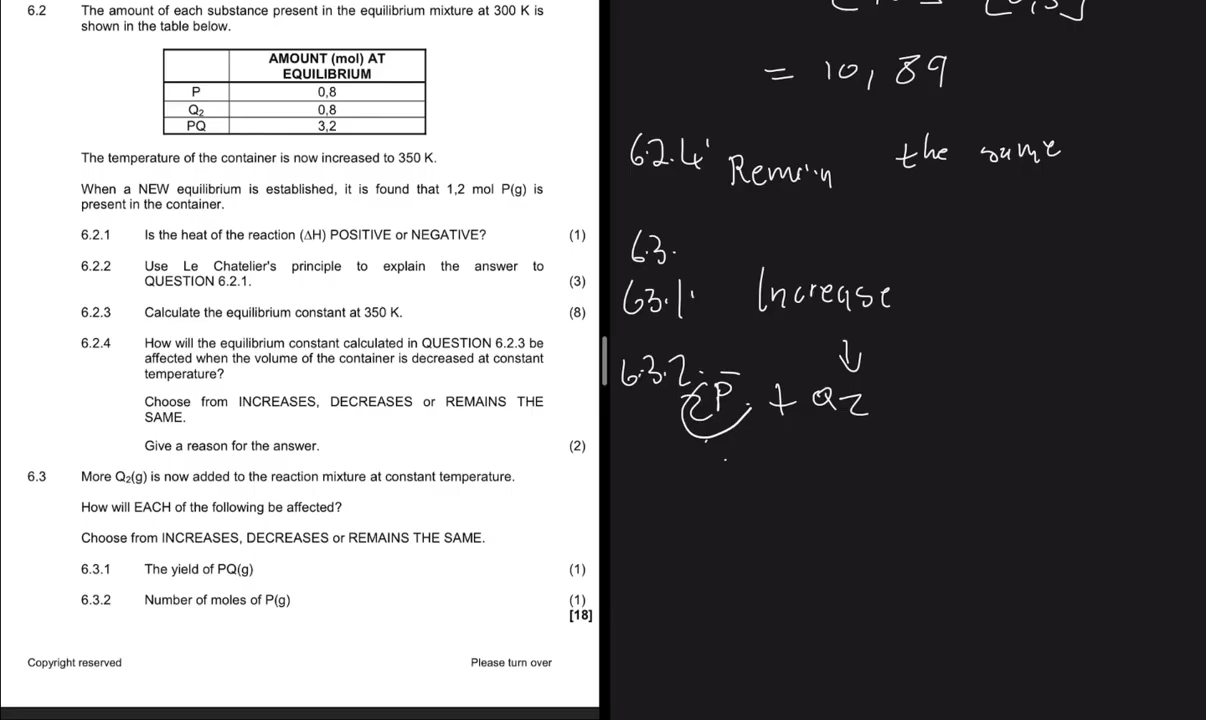 6.2 The amount of each substance present in the equilibrium mixture at 300 K is
shown in the table below.
AMOUNT (mol) AT
EQUILIBRIUM
P 0,8
Q₂ 0,8
PQ 3,2
The temperature of the container is now increased to 350 K.
When a NEW equilibrium is established, it is found that 1,2 mol P(g) is
present in the container.
6.2.1 Is the heat of the reaction (ΔH) POSITIVE or NEGATIVE? (1)
6.2.2 Use Le Chatelier's principle to explain the answer to
QUESTION 6.2.1. (3)
6.2.3 Calculate the equilibrium constant at 350 K. (8)
6.2.4 How will the equilibrium constant calculated in QUESTION 6.2.3 be
affected when the volume of the container is decreased at constant
temperature?
Choose from INCREASES, DECREASES or REMAINS THE
SAME.
Give a reason for the answer. (2)
6.3 More Q₂(g) is now added to the reaction mixture at constant temperature.
How will EACH of the following be affected?
Choose from INCREASES, DECREASES or REMAINS THE SAME.
6.3.1 The yield of PQ(g) (1)
6.3.2 Number of moles of P(g) (1)
[18]
Copyright reserved Please turn over
= 10,89
6.2.4 Remain the same
6.3.
6.3.1. Increase
6.3.2. ↓
2P + Q2